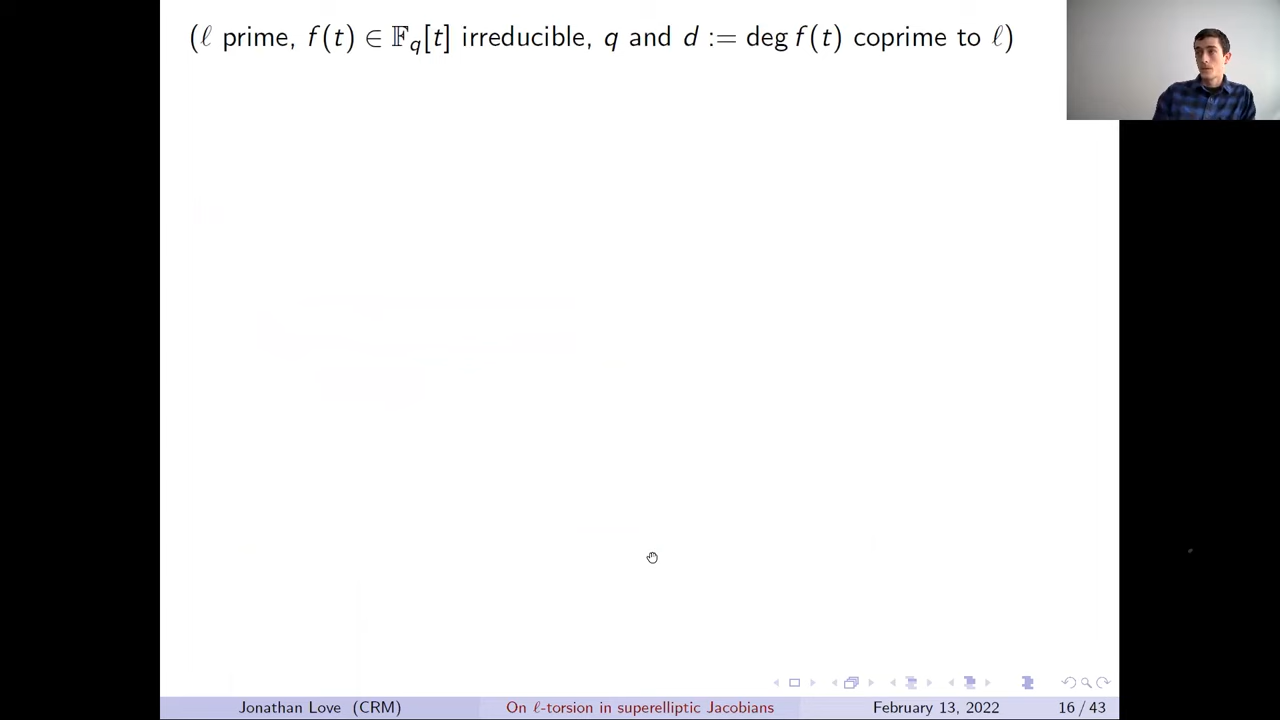 (ℓ prime, f(t) ∈ 𝔽_q[t] irreducible, q and d := deg f(t) coprime to ℓ)
Jonathan Love (CRM) On ℓ-torsion in superelliptic Jacobians February 13, 2022 16 / 43